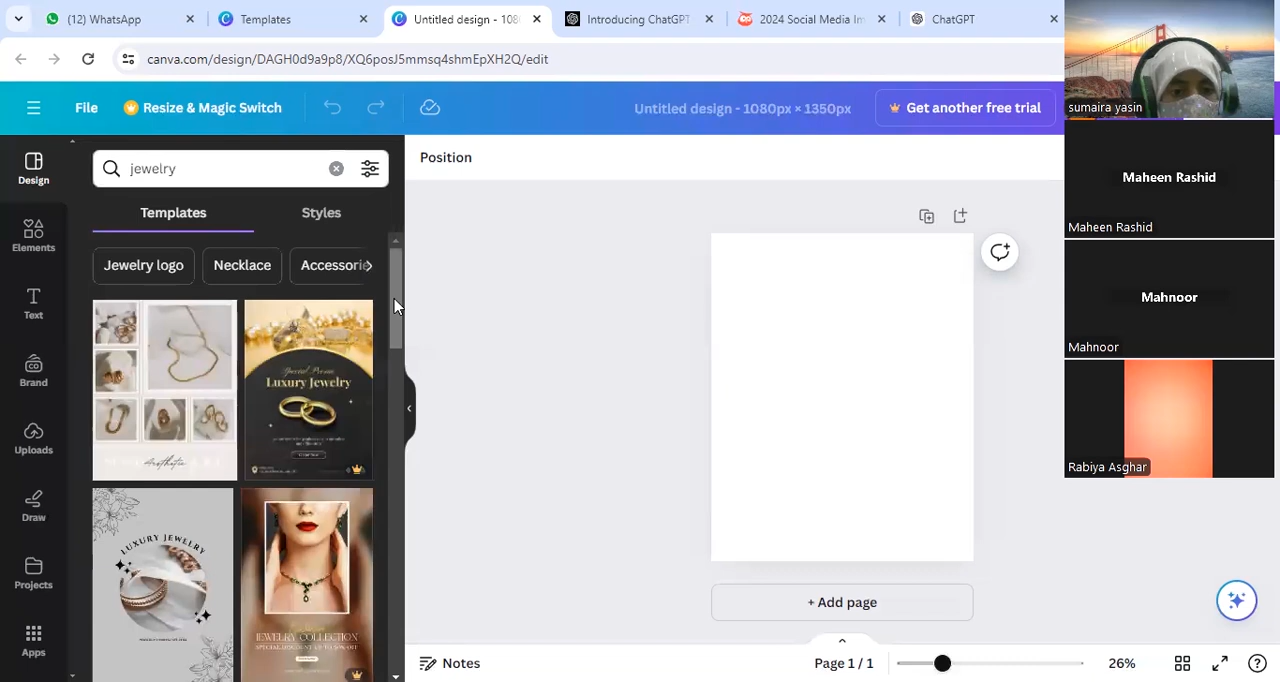 (12) WhatsApp
Templates
Untitled design - 108
Introducing ChatGPT
2024 Social Media Im
ChatGPT
canva.com/design/DAGH0d9a9p8/XQ6posJ5mmsq4shmEpXH2Q/edit
File
Resize & Magic Switch
Untitled design - 1080px × 1350px
Get another free trial
sumaira yasin
Design
Elements
Text
Brand
Uploads
Draw
Projects
Apps
jewelry
Templates
Styles
Jewelry logo
Necklace
Accessorie
Aesthetic
Special Promo
Luxury Jewelry
LUXURY JEWELRY
JEWELRY COLLECTION
Position
+ Add page
Notes
Page 1 / 1
26%
Maheen Rashid
Maheen Rashid
Mahnoor
Mahnoor
Rabiya Asghar